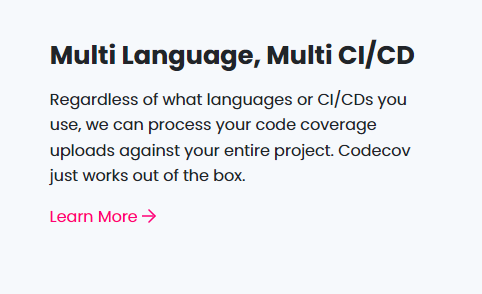 Multi Language, Multi CI/CD
Regardless of what languages or CI/CDs you
use, we can process your code coverage
uploads against your entire project. Codecov
just works out of the box.
Learn More →